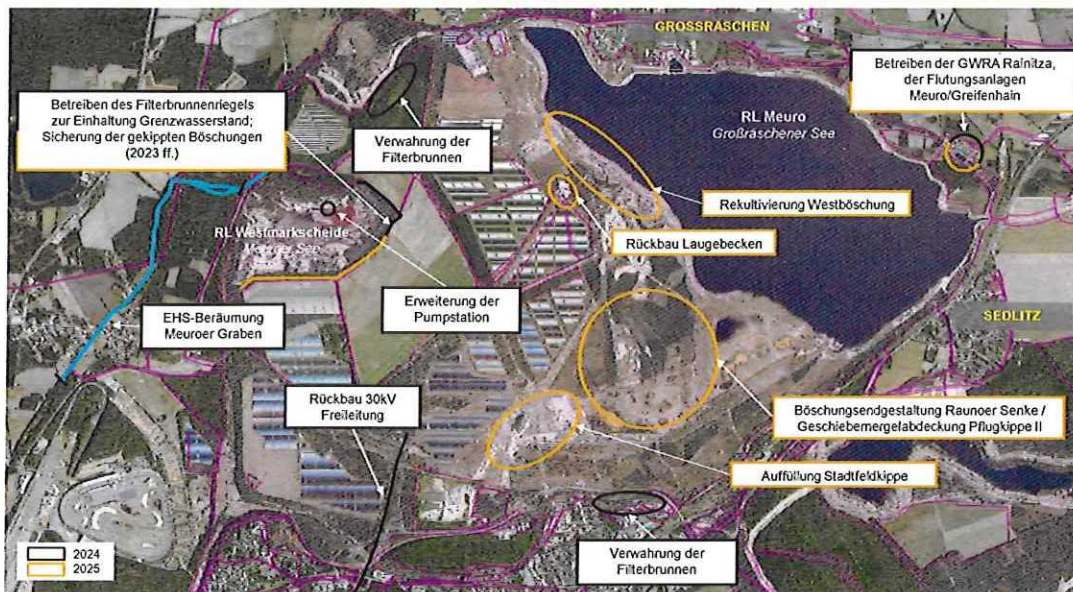 GROSSRÄSCHEN
Betreiben der GWRA Rainitza,
der Flutungsanlagen
Meuro/Greifenhain
Betreiben des Filterbrunnenriegels
zur Einhaltung Grenzwasserstand;
Sicherung der gekippten Böschungen
(2023 ff.)
Verwahrung der
Filterbrunnen
RL Meuro
Großräschener See
Rekultivierung Westböschung
RL Westmarkscheide
Meuroer See
Rückbau Laugebecken
EHS-Beräumung
Meuroer Graben
Erweiterung der
Pumpstation
SEDLITZ
Rückbau 30kV
Freileitung
Böschungsendgestaltung Raunoer Senke /
Geschiebemergelabdeckung Pflugkippe II
Auffüllung Stadtfeldkippe
Verwahrung der
Filterbrunnen
2024
2025